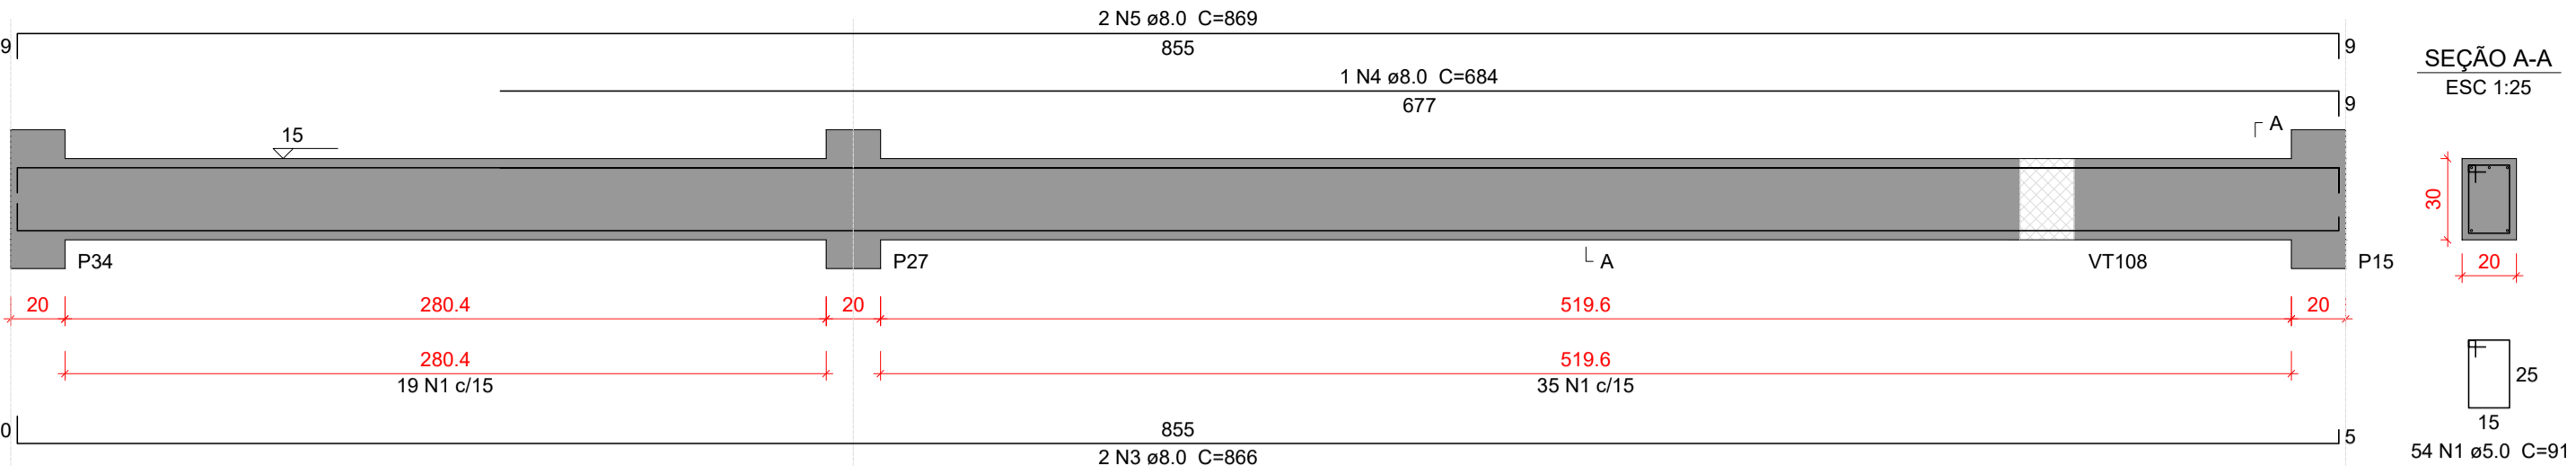 2 N5 ø8.0 C=869
9
855
9
1 N4 ø8.0 C=684
677
9
SEÇÃO A-A
ESC 1:25
15
A
30
20
P34
P27
A
VT108
P15
20
280.4
20
519.6
20
280.4
519.6
19 N1 c/15
35 N1 c/15
25
15
54 N1 ø5.0 C=91
0
855
5
2 N3 ø8.0 C=866